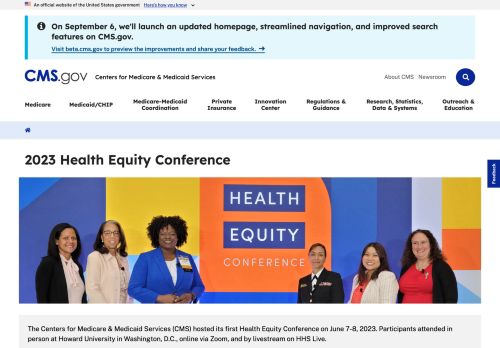 An official website of the United States government Here's how you know
On September 6, we'll launch an updated homepage, streamlined navigation, and improved search
features on CMS.gov.
Visit beta.cms.gov to preview the improvements and share your feedback. →
CMS.gov Centers for Medicare & Medicaid Services
About CMS Newsroom
Medicare
Medicaid/CHIP
Medicare-Medicaid
Coordination
Private
Insurance
Innovation
Center
Regulations &
Guidance
Research, Statistics,
Data & Systems
Outreach &
Education
Feedback
2023 Health Equity Conference
HEALTH
EQUITY
CONFERENCE
The Centers for Medicare & Medicaid Services (CMS) hosted its first Health Equity Conference on June 7-8, 2023. Participants attended in
person at Howard University in Washington, D.C., online via Zoom, and by livestream on HHS Live.